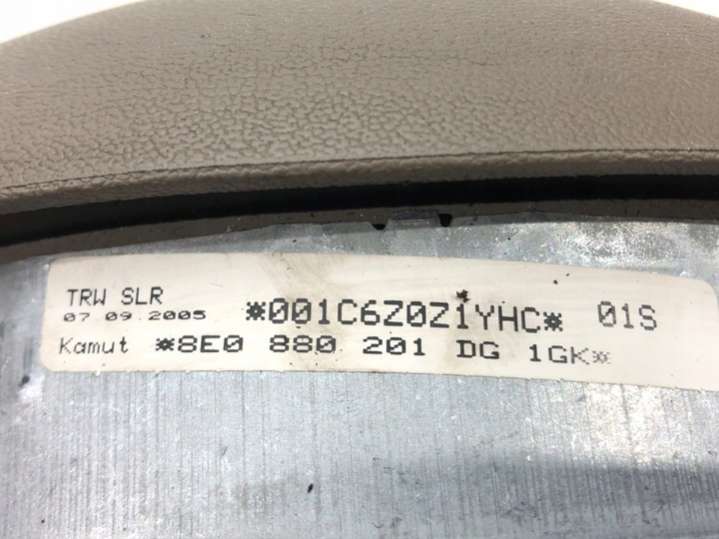 TRW SLR
07.09.2005 *001C6Z0Z1YHC* 01S
Kamut *8E0 880 201 DG 1GK*